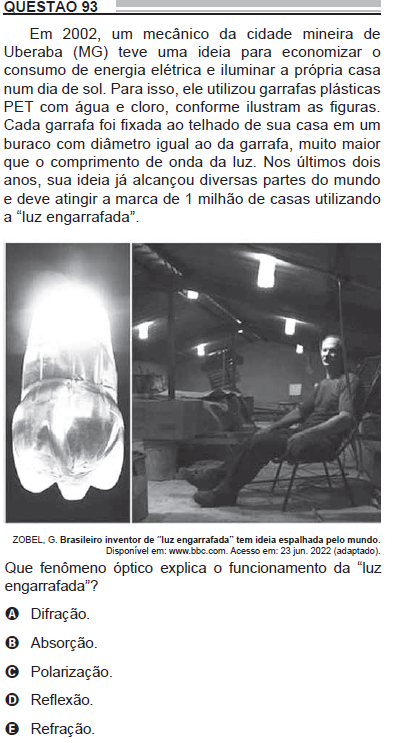 QUESTÃO 93
Em 2002, um mecânico da cidade mineira de
Uberaba (MG) teve uma ideia para economizar o
consumo de energia elétrica e iluminar a própria casa
num dia de sol. Para isso, ele utilizou garrafas plásticas
PET com água e cloro, conforme ilustram as figuras.
Cada garrafa foi fixada ao telhado de sua casa em um
buraco com diâmetro igual ao da garrafa, muito maior
que o comprimento de onda da luz. Nos últimos dois
anos, sua ideia já alcançou diversas partes do mundo
e deve atingir a marca de 1 milhão de casas utilizando
a “luz engarrafada”.
ZOBEL, G. Brasileiro inventor de “luz engarrafada” tem ideia espalhada pelo mundo.
Disponível em: www.bbc.com. Acesso em: 23 jun. 2022 (adaptado).
Que fenômeno óptico explica o funcionamento da “luz
engarrafada”?
A Difração.
B Absorção.
C Polarização.
D Reflexão.
E Refração.